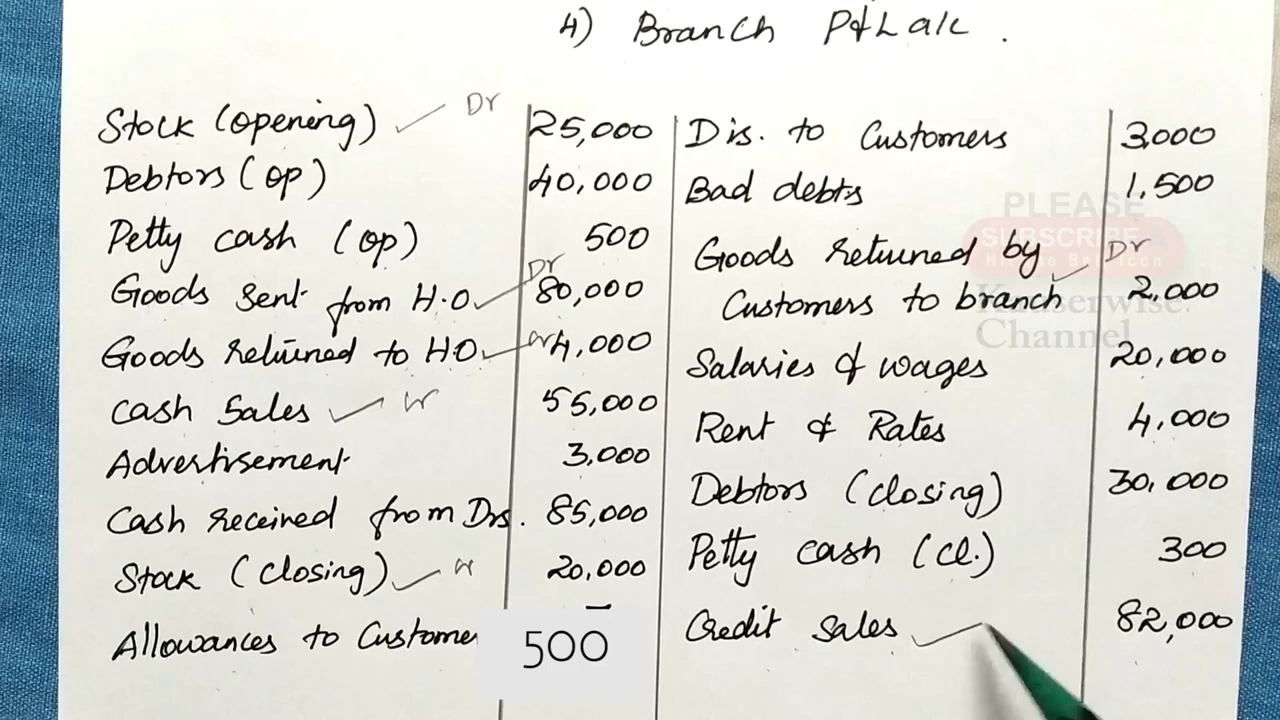 4) Branch P&L a/c.
Stock (opening) Dr 25,000
Debtors (op) 40,000
Petty cash (op) 500
Goods sent from H.O Dr 80,000
Goods returned to HO cr 4,000
Cash Sales cr 55,000
Advertisement 3,000
Cash received from Drs. 85,000
Stock (closing) cr 20,000
Allowances to Customer 500
Dis. to Customers 3,000
Bad debts 1,500
Goods returned by Dr
Customers to branch 2,000
Salaries & wages 20,000
Rent & Rates 4,000
Debtors (closing) 30,000
Petty cash (cl.) 300
Credit sales 82,000
PLEASE
SUBSCRIBE
Kauserwise
Channel